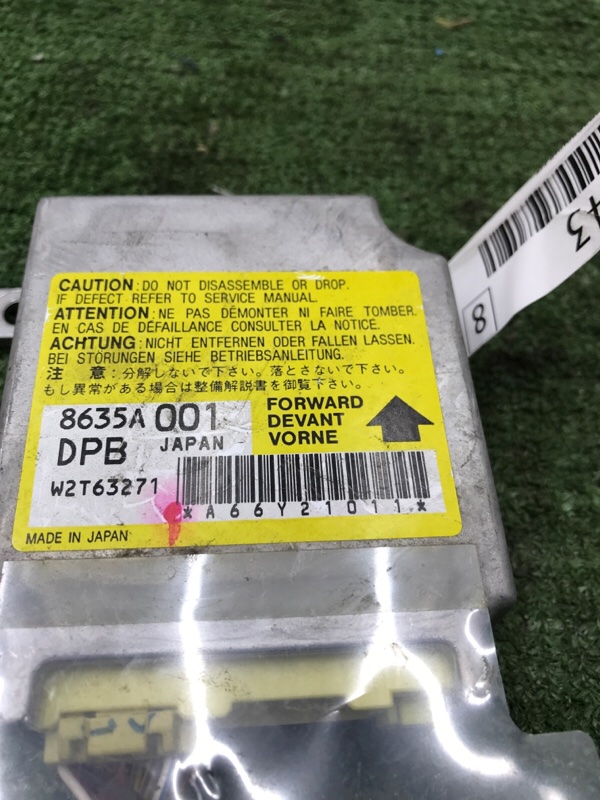 CAUTION: DO NOT DISASSEMBLE OR DROP.
IF DEFECT REFER TO SERVICE MANUAL.
ATTENTION: NE PAS DÉMONTER NI FAIRE TOMBER.
EN CAS DE DÉFAILLANCE CONSULTER LA NOTICE.
ACHTUNG: NICHT ENTFERNEN ODER FALLEN LASSEN.
BEI STÖRUNGEN SIEHE BETRIEBSANLEITUNG.
注 意:分解しないで下さい。落とさないで下さい。
もし異常がある場合は整備解説書を御覧下さい。
8635A 001
DPB JAPAN
W2T63271
FORWARD
DEVANT
VORNE
*A66Y21011*
MADE IN JAPAN
8
43